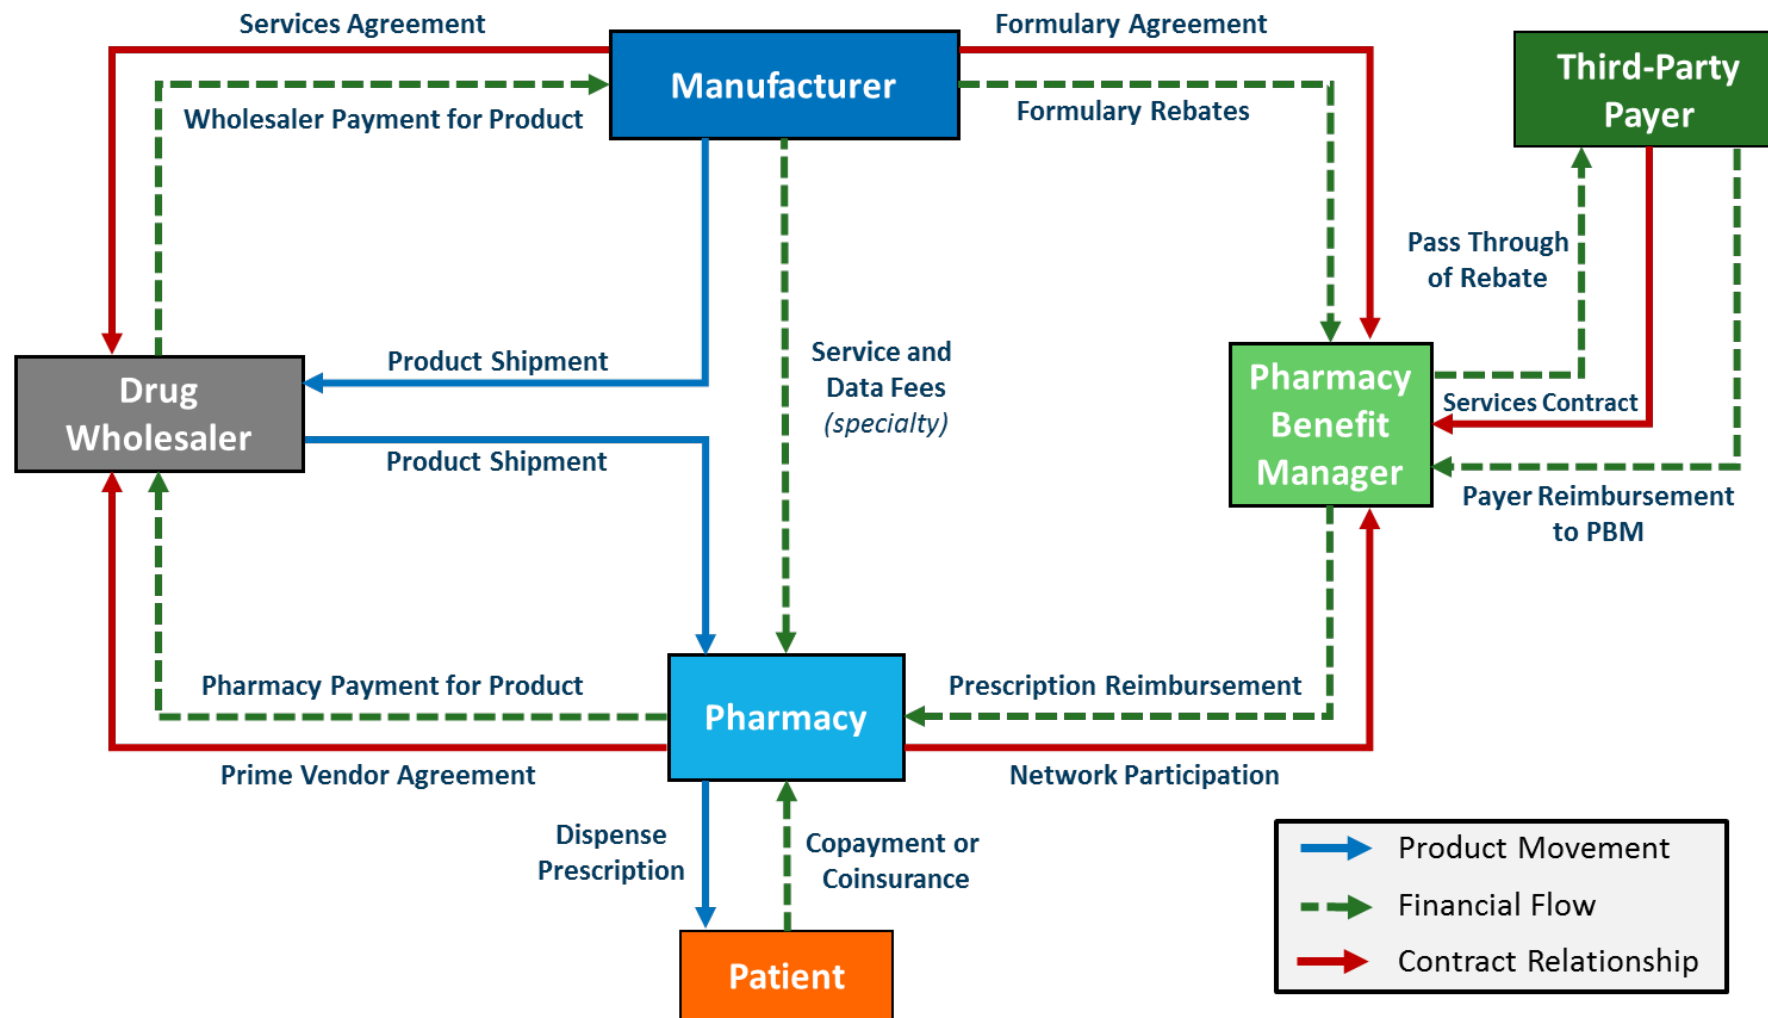 Services Agreement
Formulary Agreement
Manufacturer
Third-Party
Payer
Wholesaler Payment for Product
Formulary Rebates
Pass Through
of Rebate
Product Shipment
Service and
Data Fees
(specialty)
Drug
Wholesaler
Pharmacy
Benefit
Manager
Services Contract
Product Shipment
Payer Reimbursement
to PBM
Pharmacy Payment for Product
Prescription Reimbursement
Pharmacy
Prime Vendor Agreement
Network Participation
Dispense
Prescription
Copayment or
Coinsurance
Patient
Product Movement
Financial Flow
Contract Relationship